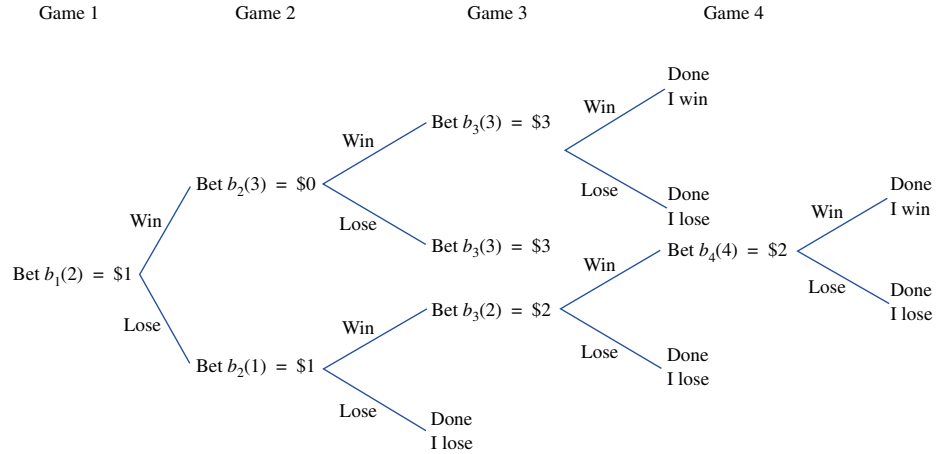 Game 1 Game 2 Game 3 Game 4
Done
I win
Win
Bet b3(3) = $3
Win
Lose
Done
I lose
Bet b2(3) = $0
Lose
Bet b3(3) = $3
Win
Done
I win
Win
Bet b4(4) = $2
Lose
Done
I lose
Bet b1(2) = $1
Win
Bet b3(2) = $2
Lose
Done
I lose
Lose
Win
Bet b2(1) = $1
Lose
Done
I lose